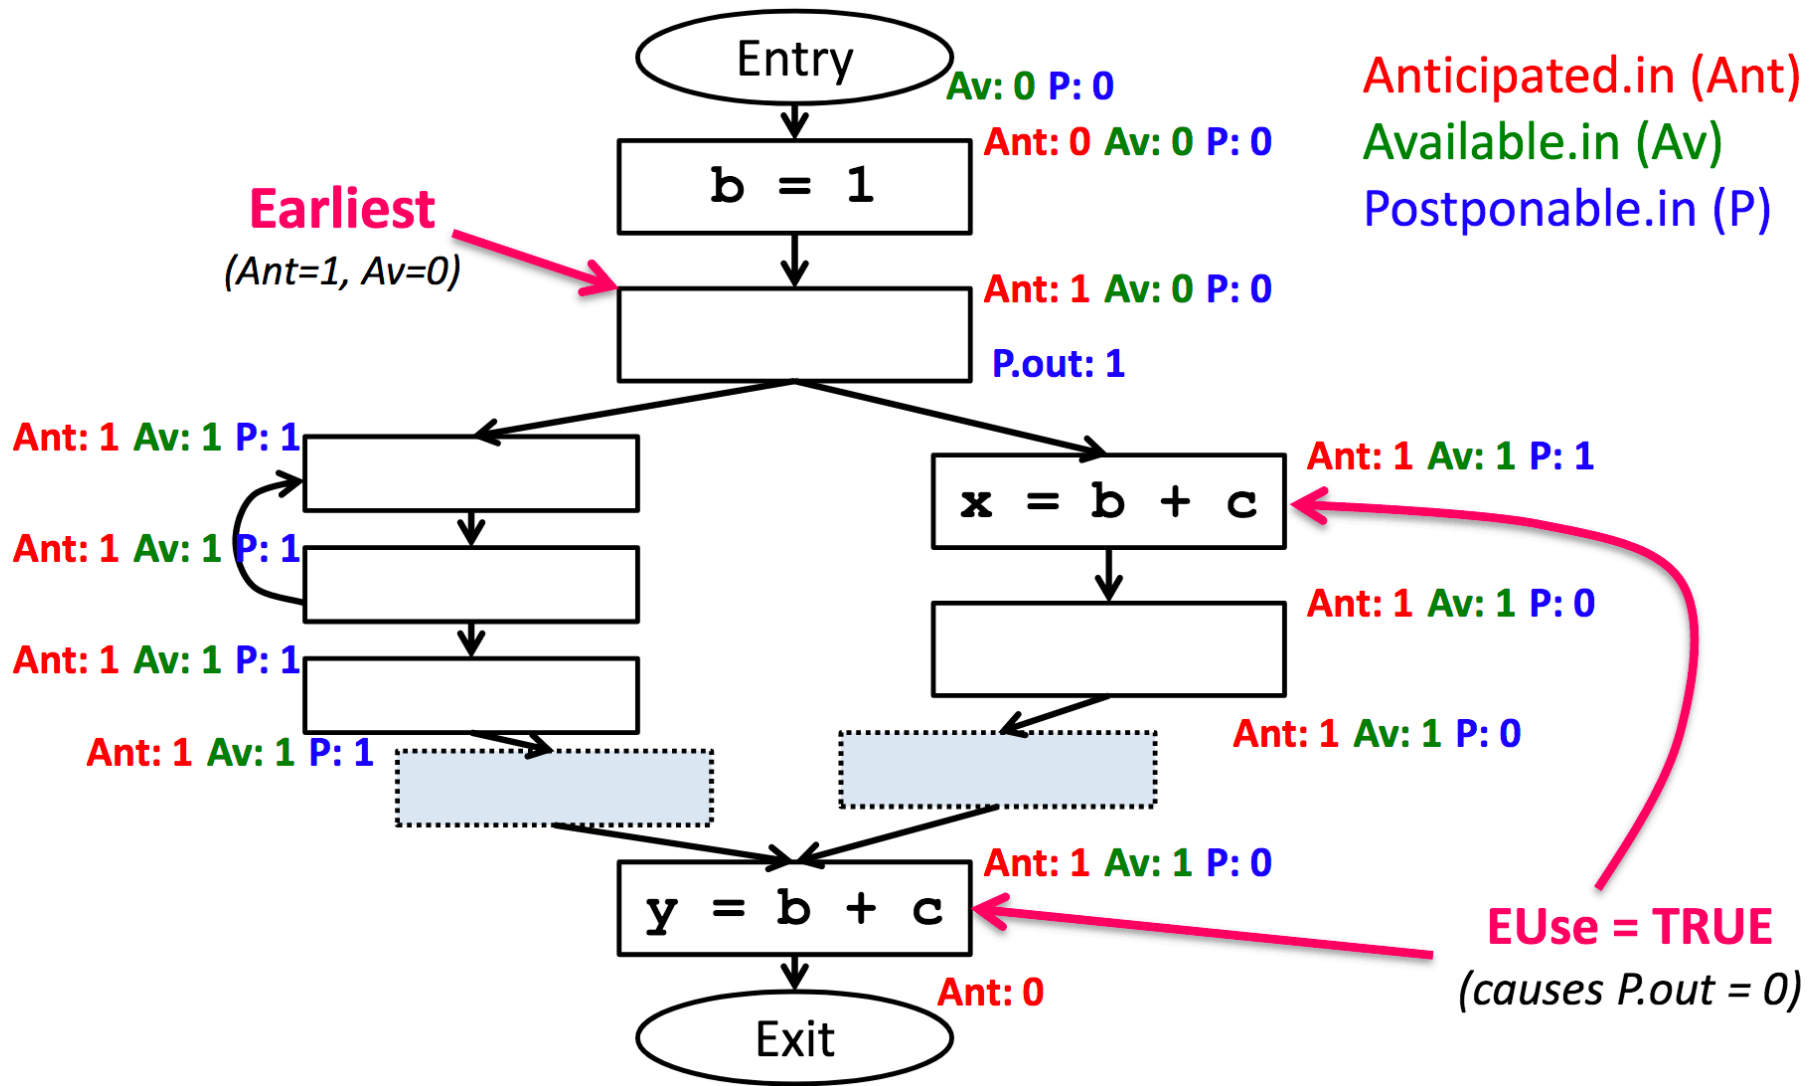 Entry
Av: 0 P: 0
Anticipated.in (Ant)
Available.in (Av)
Postponable.in (P)
Ant: 0 Av: 0 P: 0
b = 1
Earliest
(Ant=1, Av=0)
Ant: 1 Av: 0 P: 0
P.out: 1
Ant: 1 Av: 1 P: 1
Ant: 1 Av: 1 P: 1
x = b + c
Ant: 1 Av: 1 P: 1
Ant: 1 Av: 1 P: 0
Ant: 1 Av: 1 P: 1
Ant: 1 Av: 1 P: 1
Ant: 1 Av: 1 P: 0
Ant: 1 Av: 1 P: 0
y = b + c
EUse = TRUE
(causes P.out = 0)
Ant: 0
Exit